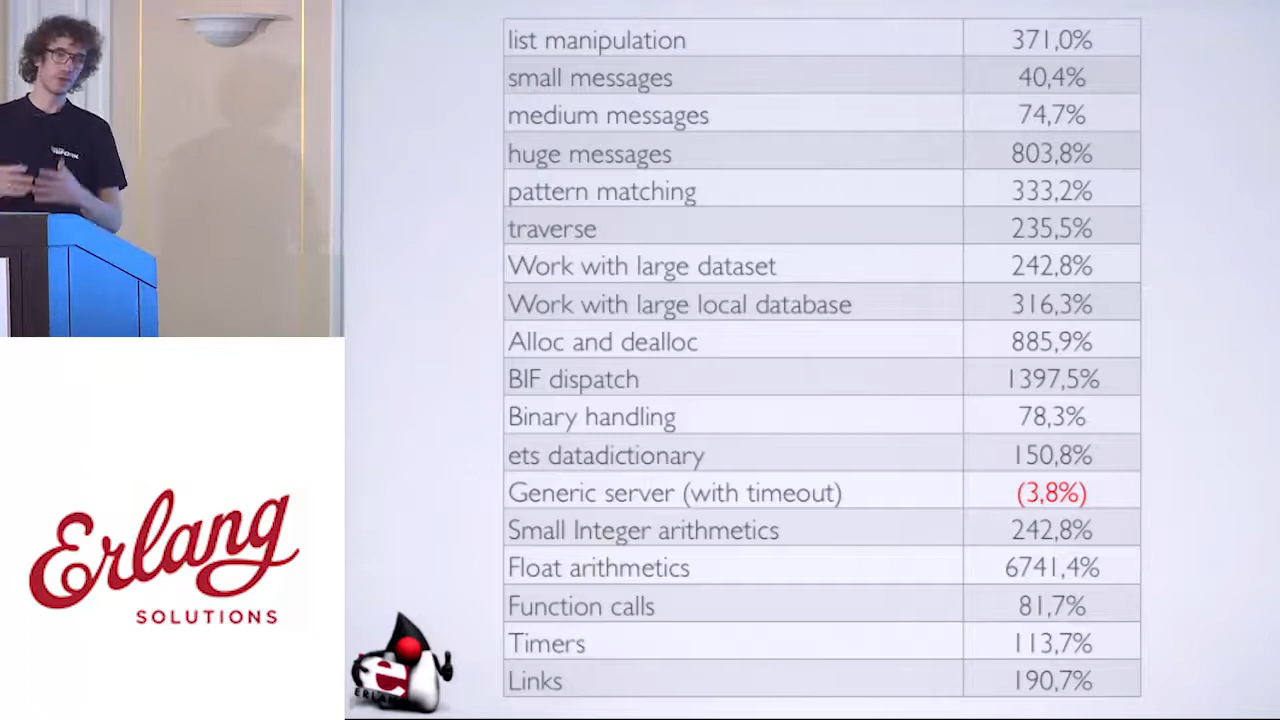 list manipulation 371,0%
small messages 40,4%
medium messages 74,7%
huge messages 803,8%
pattern matching 333,2%
traverse 235,5%
Work with large dataset 242,8%
Work with large local database 316,3%
Alloc and dealloc 885,9%
BIF dispatch 1397,5%
Binary handling 78,3%
ets datadictionary 150,8%
Generic server (with timeout) (3,8%)
Small Integer arithmetics 242,8%
Float arithmetics 6741,4%
Function calls 81,7%
Timers 113,7%
Links 190,7%
Erlang
SOLUTIONS
e